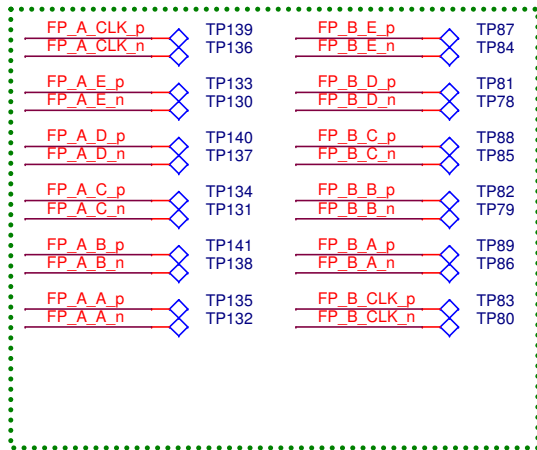 FP_A_CLK_p TP139
FP_A_CLK_n TP136
FP_A_E_p TP133
FP_A_E_n TP130
FP_A_D_p TP140
FP_A_D_n TP137
FP_A_C_p TP134
FP_A_C_n TP131
FP_A_B_p TP141
FP_A_B_n TP138
FP_A_A_p TP135
FP_A_A_n TP132
FP_B_E_p TP87
FP_B_E_n TP84
FP_B_D_p TP81
FP_B_D_n TP78
FP_B_C_p TP88
FP_B_C_n TP85
FP_B_B_p TP82
FP_B_B_n TP79
FP_B_A_p TP89
FP_B_A_n TP86
FP_B_CLK_p TP83
FP_B_CLK_n TP80